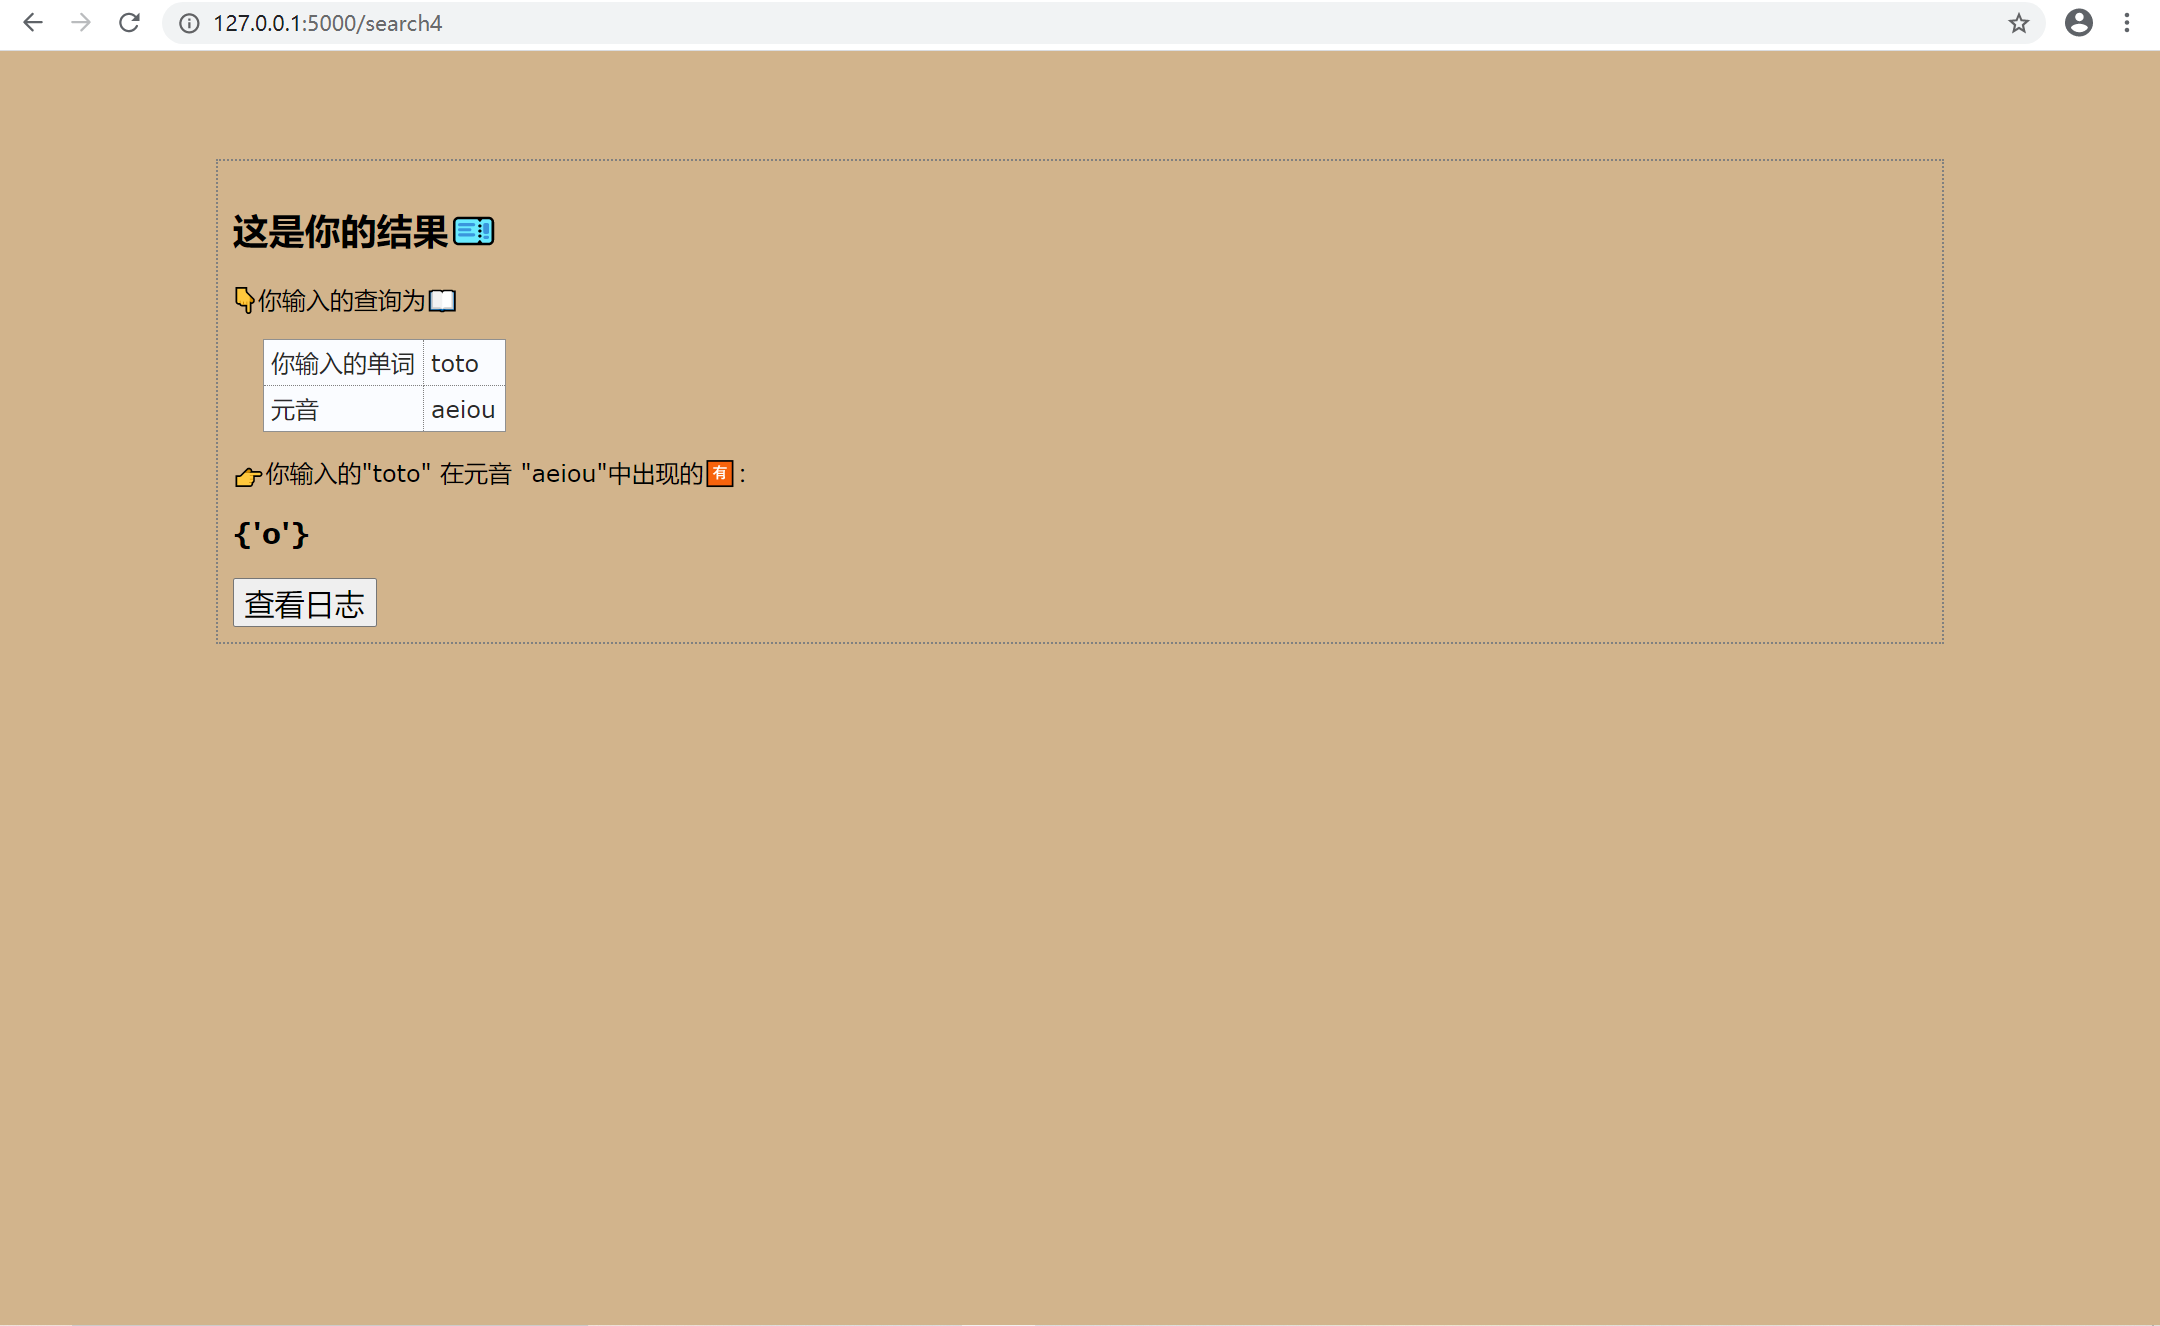 127.0.0.1:5000/search4
这是你的结果🎫
👇你输入的查询为📖
你输入的单词 toto
元音 aeiou
👉你输入的"toto" 在元音 "aeiou"中出现的🈶：
{'o'}
查看日志